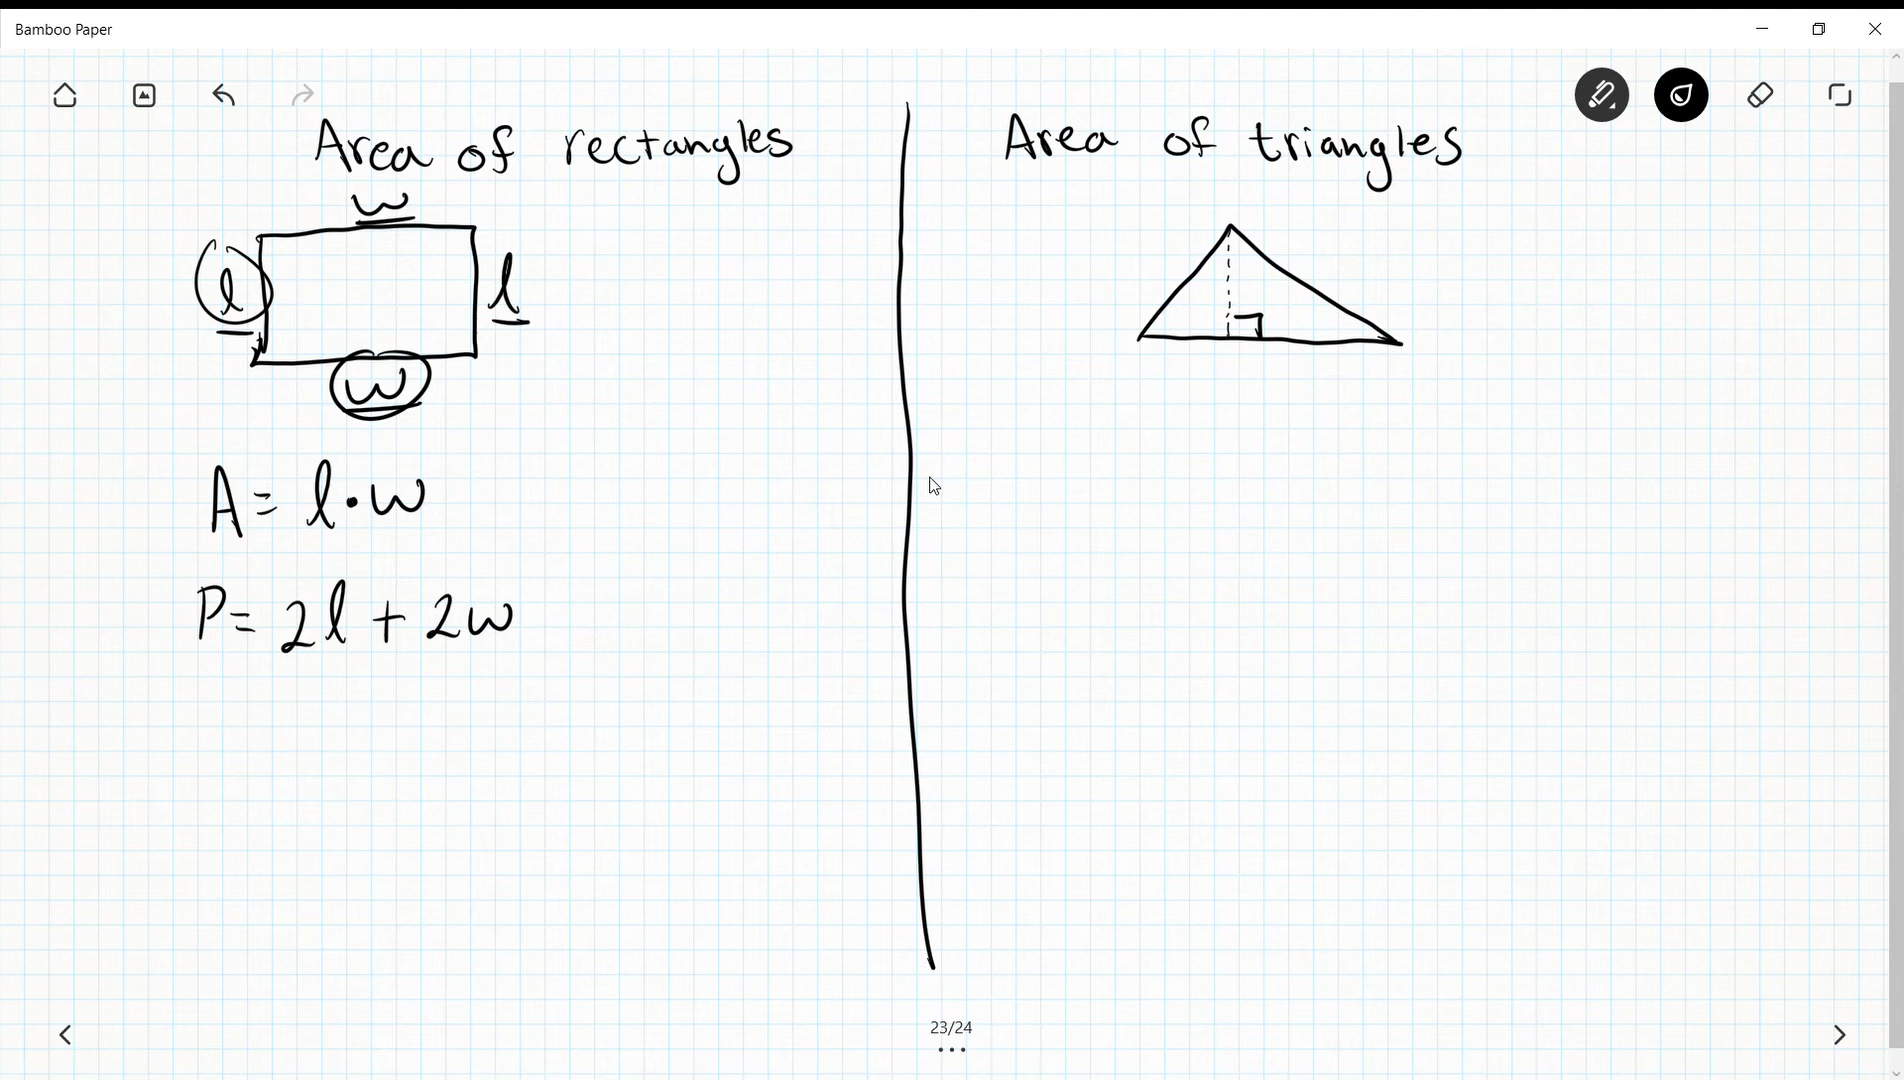 Bamboo Paper
Area of rectangles
w
l
l
w
A = l · w
P = 2l + 2w
Area of triangles
23/24